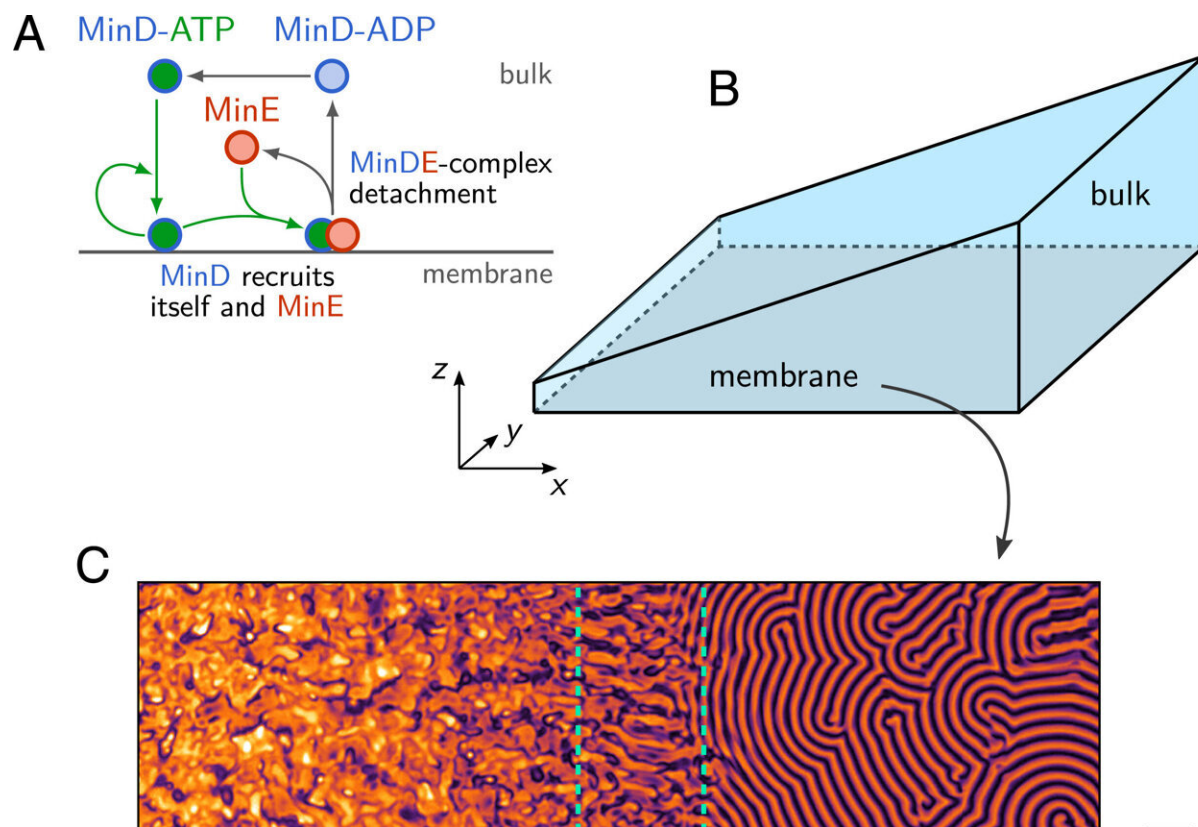 A
MinD-ATP
MinD-ADP
bulk
MinE
MinDE-complex
detachment
MinD recruits
itself and MinE
membrane
B
bulk
membrane
z
y
x
C